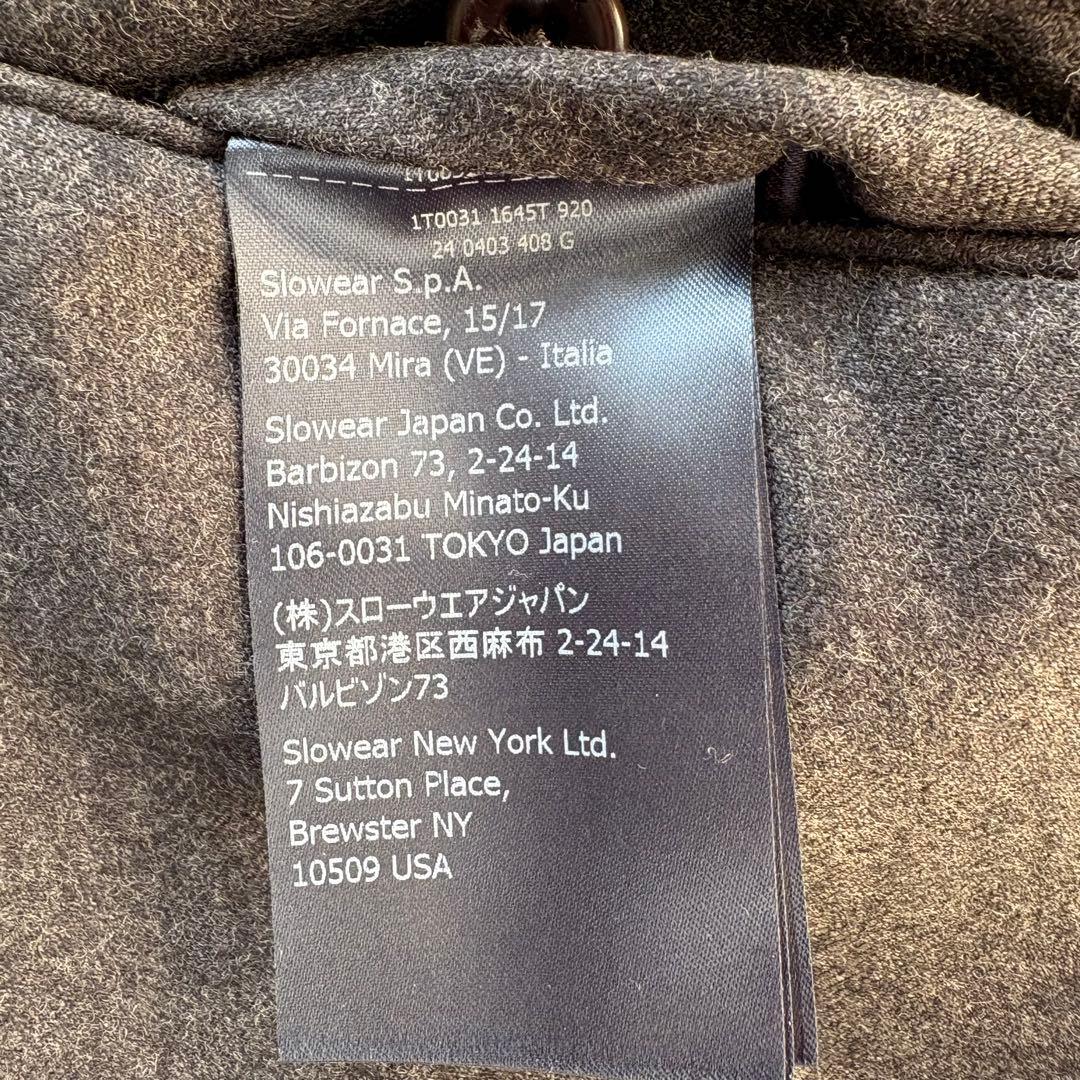 1T0031 1645T 920
24 0403 408 G
Slowear S.p.A.
Via Fornace, 15/17
30034 Mira (VE) - Italia
Slowear Japan Co. Ltd.
Barbizon 73, 2-24-14
Nishiazabu Minato-Ku
106-0031 TOKYO Japan
(株)スローウエアジャパン
東京都港区西麻布 2-24-14
バルビゾン73
Slowear New York Ltd.
7 Sutton Place,
Brewster NY
10509 USA